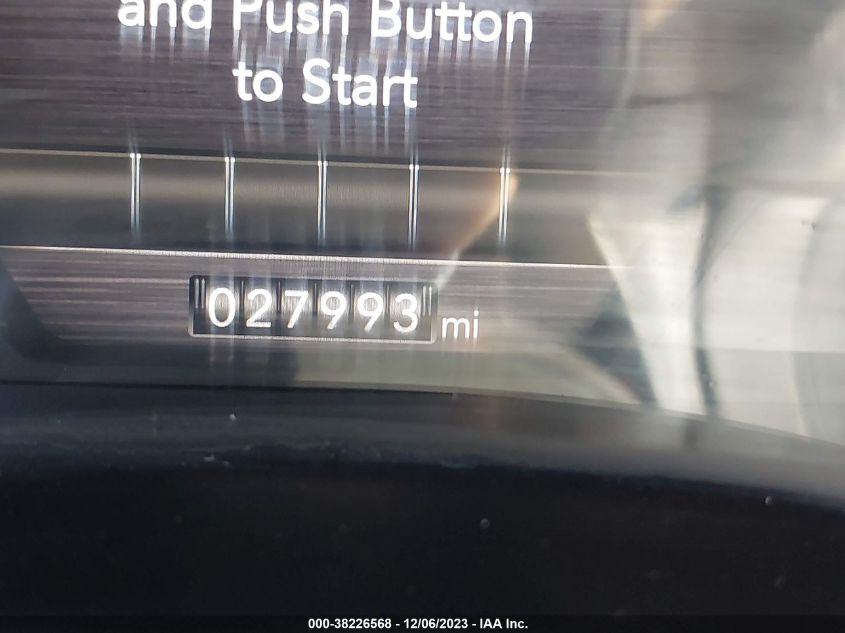 and Push Button
to Start
027993 mi
000-38226568 - 12/06/2023 - IAA Inc.